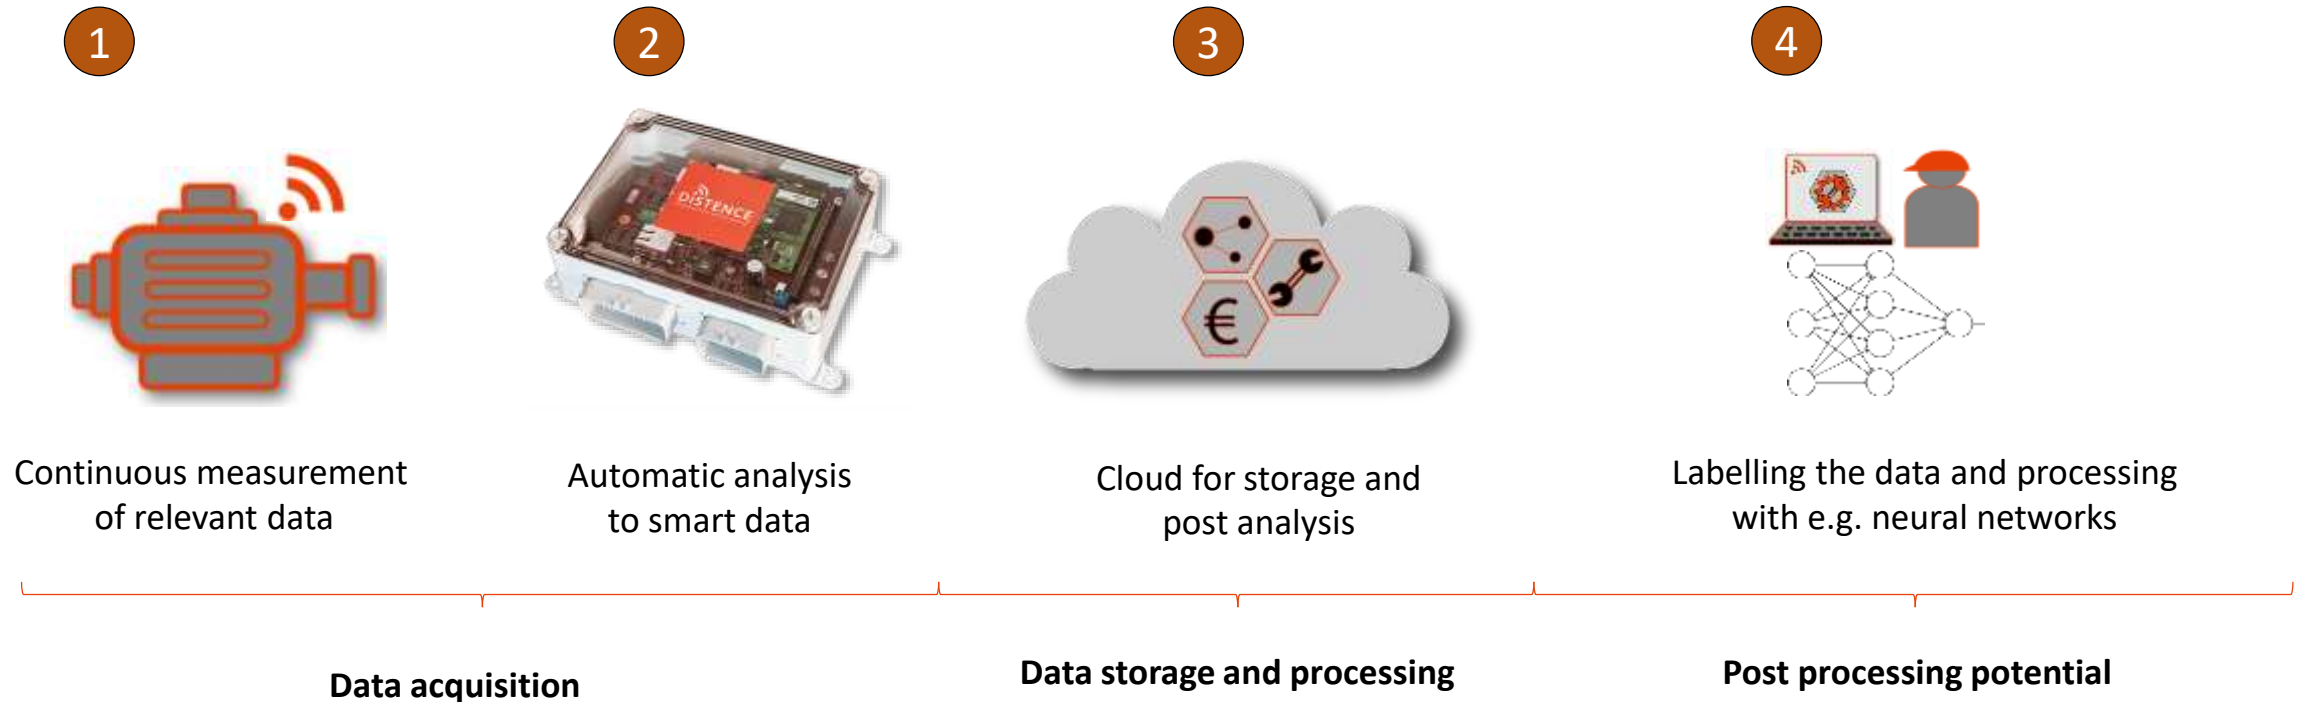 1
2
3
4
DISTENCE
€
Continuous measurement
of relevant data
Automatic analysis
to smart data
Cloud for storage and
post analysis
Labelling the data and processing
with e.g. neural networks
Data acquisition
Data storage and processing
Post processing potential